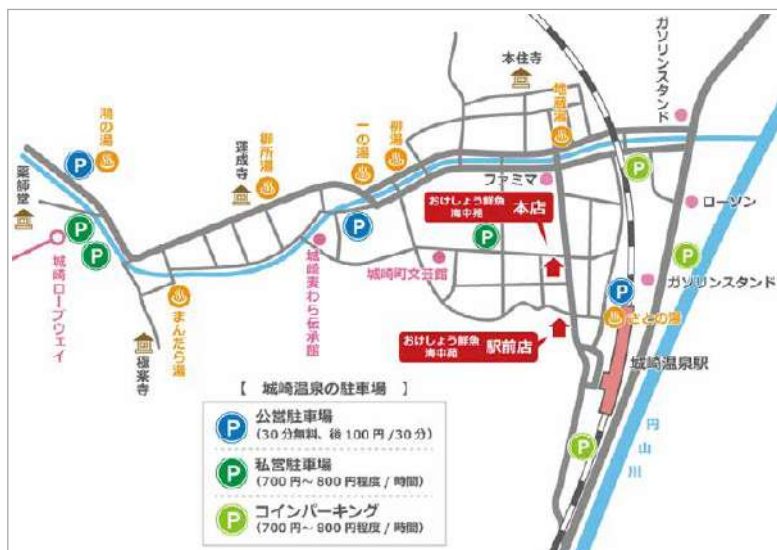 本住寺
ガソリンスタンド
地蔵湯
柳湯
一の湯
御所湯
蓮成寺
鴻の湯
薬師堂
P
P
P
城崎ロープウェイ
極楽寺
まんだら湯
城崎麦わら伝承館
P
城崎町文芸館
P
ファミマ
おけしょう鮮魚
海中苑
本店
P
ローソン
P
ガソリンスタンド
P
さとの湯
おけしょう鮮魚
海中苑
駅前店
城崎温泉駅
円山川
P
【 城崎温泉の駐車場 】
P
公営駐車場
(30分無料、後100円/30分)
P
私営駐車場
(700円~800円程度/時間)
P
コインパーキング
(700円~800円程度/時間)